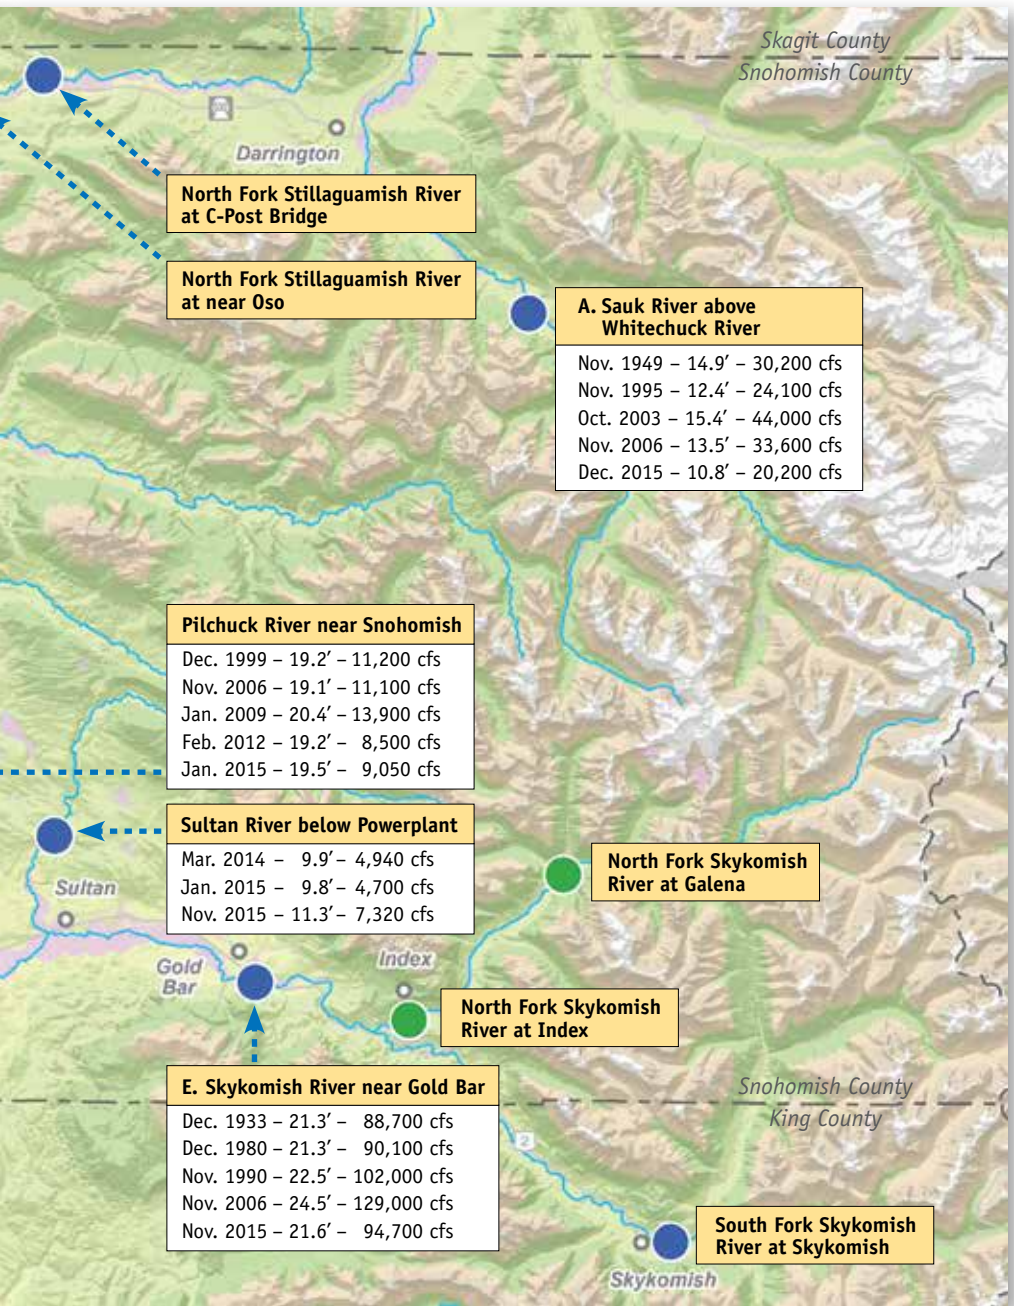 Skagit County
Snohomish County
Darrington
North Fork Stillaguamish River
at C-Post Bridge
North Fork Stillaguamish River
at near Oso
A. Sauk River above
Whitechuck River
Nov. 1949 – 14.9′ – 30,200 cfs
Nov. 1995 – 12.4′ – 24,100 cfs
Oct. 2003 – 15.4′ – 44,000 cfs
Nov. 2006 – 13.5′ – 33,600 cfs
Dec. 2015 – 10.8′ – 20,200 cfs
Pilchuck River near Snohomish
Dec. 1999 – 19.2′ – 11,200 cfs
Nov. 2006 – 19.1′ – 11,100 cfs
Jan. 2009 – 20.4′ – 13,900 cfs
Feb. 2012 – 19.2′ – 8,500 cfs
Jan. 2015 – 19.5′ – 9,050 cfs
Sultan River below Powerplant
Mar. 2014 – 9.9′ – 4,940 cfs
Jan. 2015 – 9.8′ – 4,700 cfs
Nov. 2015 – 11.3′ – 7,320 cfs
Sultan
North Fork Skykomish
River at Galena
Gold
Bar
Index
North Fork Skykomish
River at Index
E. Skykomish River near Gold Bar
Dec. 1933 – 21.3′ – 88,700 cfs
Dec. 1980 – 21.3′ – 90,100 cfs
Nov. 1990 – 22.5′ – 102,000 cfs
Nov. 2006 – 24.5′ – 129,000 cfs
Nov. 2015 – 21.6′ – 94,700 cfs
Snohomish County
King County
2
South Fork Skykomish
River at Skykomish
Skykomish